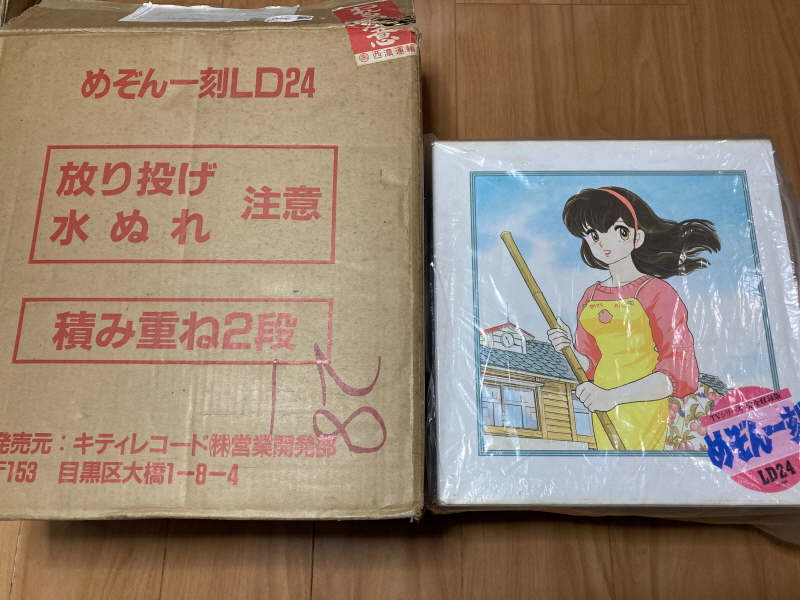 注意
西濃運輸
めぞん一刻LD24
放り投げ
水ぬれ
注意
積み重ね2段
28
発売元:キティレコード㈱営業開発部
〒153 目黒区大橋1-8-4
めぞん一刻
LD24